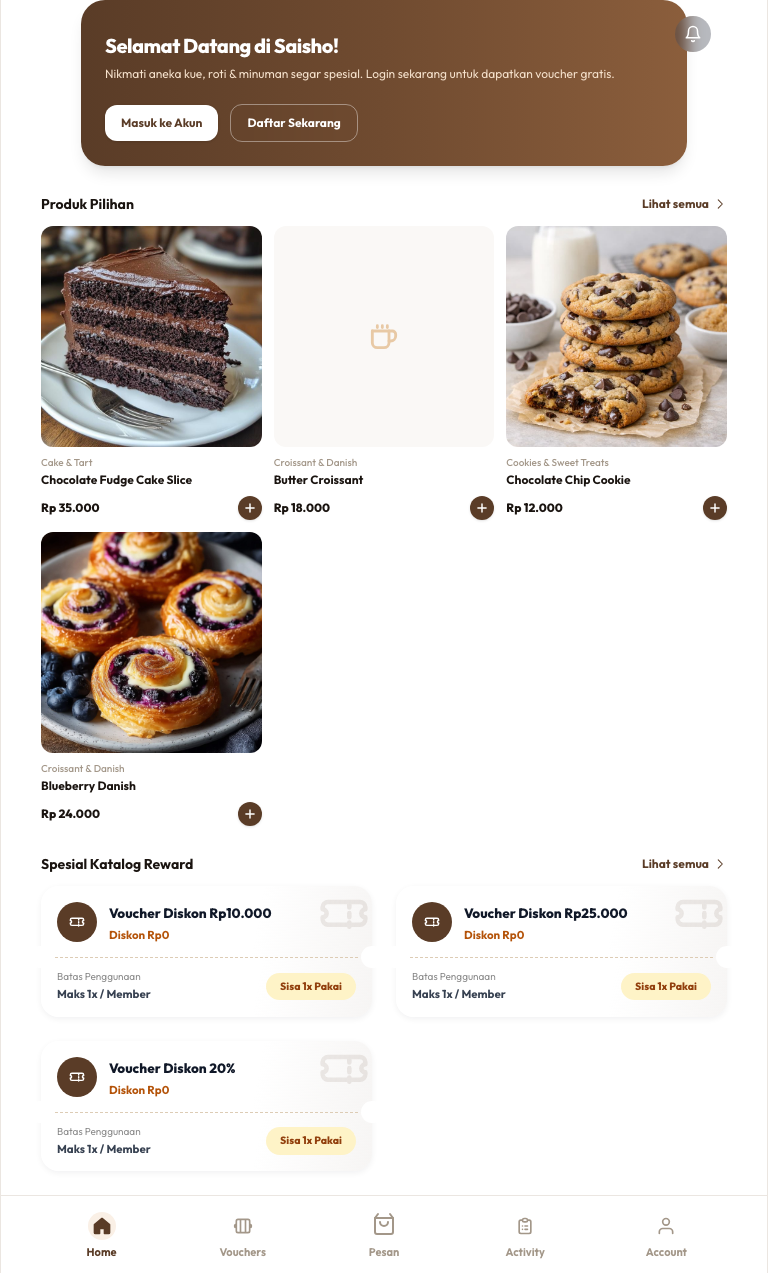 Selamat Datang di Saisho!
Nikmati aneka kue, roti & minuman segar spesial. Login sekarang untuk dapatkan voucher gratis.
Masuk ke Akun
Daftar Sekarang
Produk Pilihan
Lihat semua
Cake & Tart
Chocolate Fudge Cake Slice
Rp 35.000
Croissant & Danish
Butter Croissant
Rp 18.000
Cookies & Sweet Treats
Chocolate Chip Cookie
Rp 12.000
Croissant & Danish
Blueberry Danish
Rp 24.000
Spesial Katalog Reward
Lihat semua
Voucher Diskon Rp10.000
Diskon Rp0
Batas Penggunaan
Maks 1x / Member
Sisa 1x Pakai
Voucher Diskon Rp25.000
Diskon Rp0
Batas Penggunaan
Maks 1x / Member
Sisa 1x Pakai
Voucher Diskon 20%
Diskon Rp0
Batas Penggunaan
Maks 1x / Member
Sisa 1x Pakai
Home
Vouchers
Pesan
Activity
Account